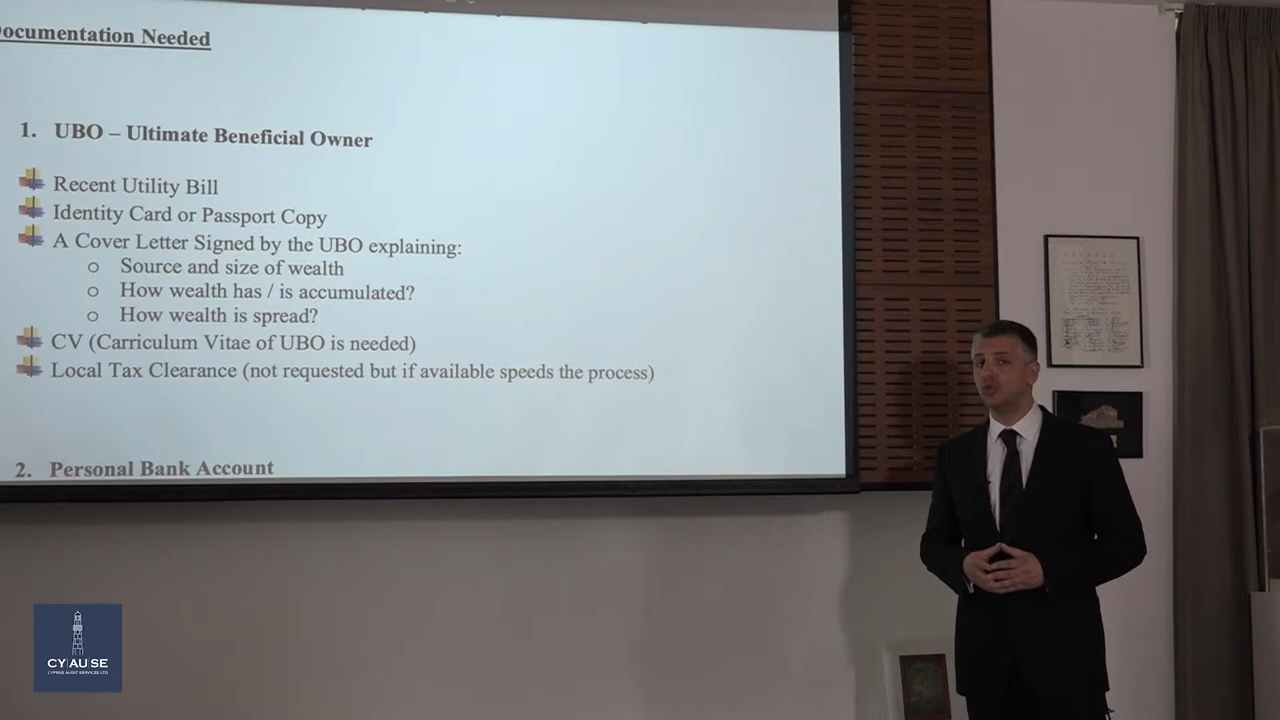 ocumentation Needed
1. UBO – Ultimate Beneficial Owner
Recent Utility Bill
Identity Card or Passport Copy
A Cover Letter Signed by the UBO explaining:
o Source and size of wealth
o How wealth has / is accumulated?
o How wealth is spread?
CV (Carriculum Vitae of UBO is needed)
Local Tax Clearance (not requested but if available speeds the process)
2. Personal Bank Account
CY|AU|SE
CYPRUS AUDIT SERVICES LTD